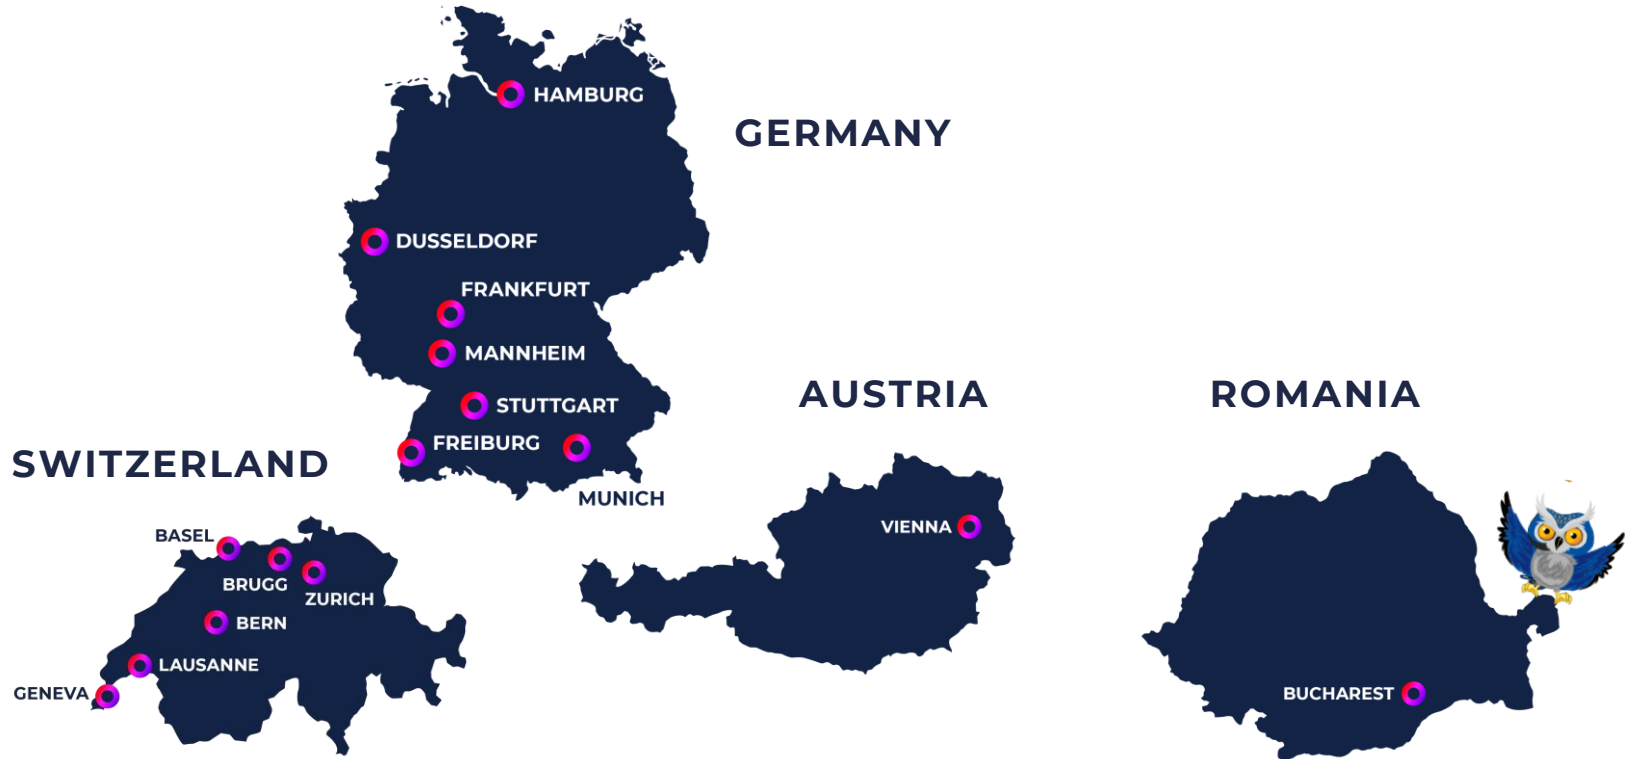 HAMBURG
GERMANY
DUSSELDORF
FRANKFURT
MANNHEIM
STUTTGART
FREIBURG
MUNICH
SWITZERLAND
BASEL
BRUGG
ZURICH
BERN
LAUSANNE
GENEVA
AUSTRIA
VIENNA
ROMANIA
BUCHAREST